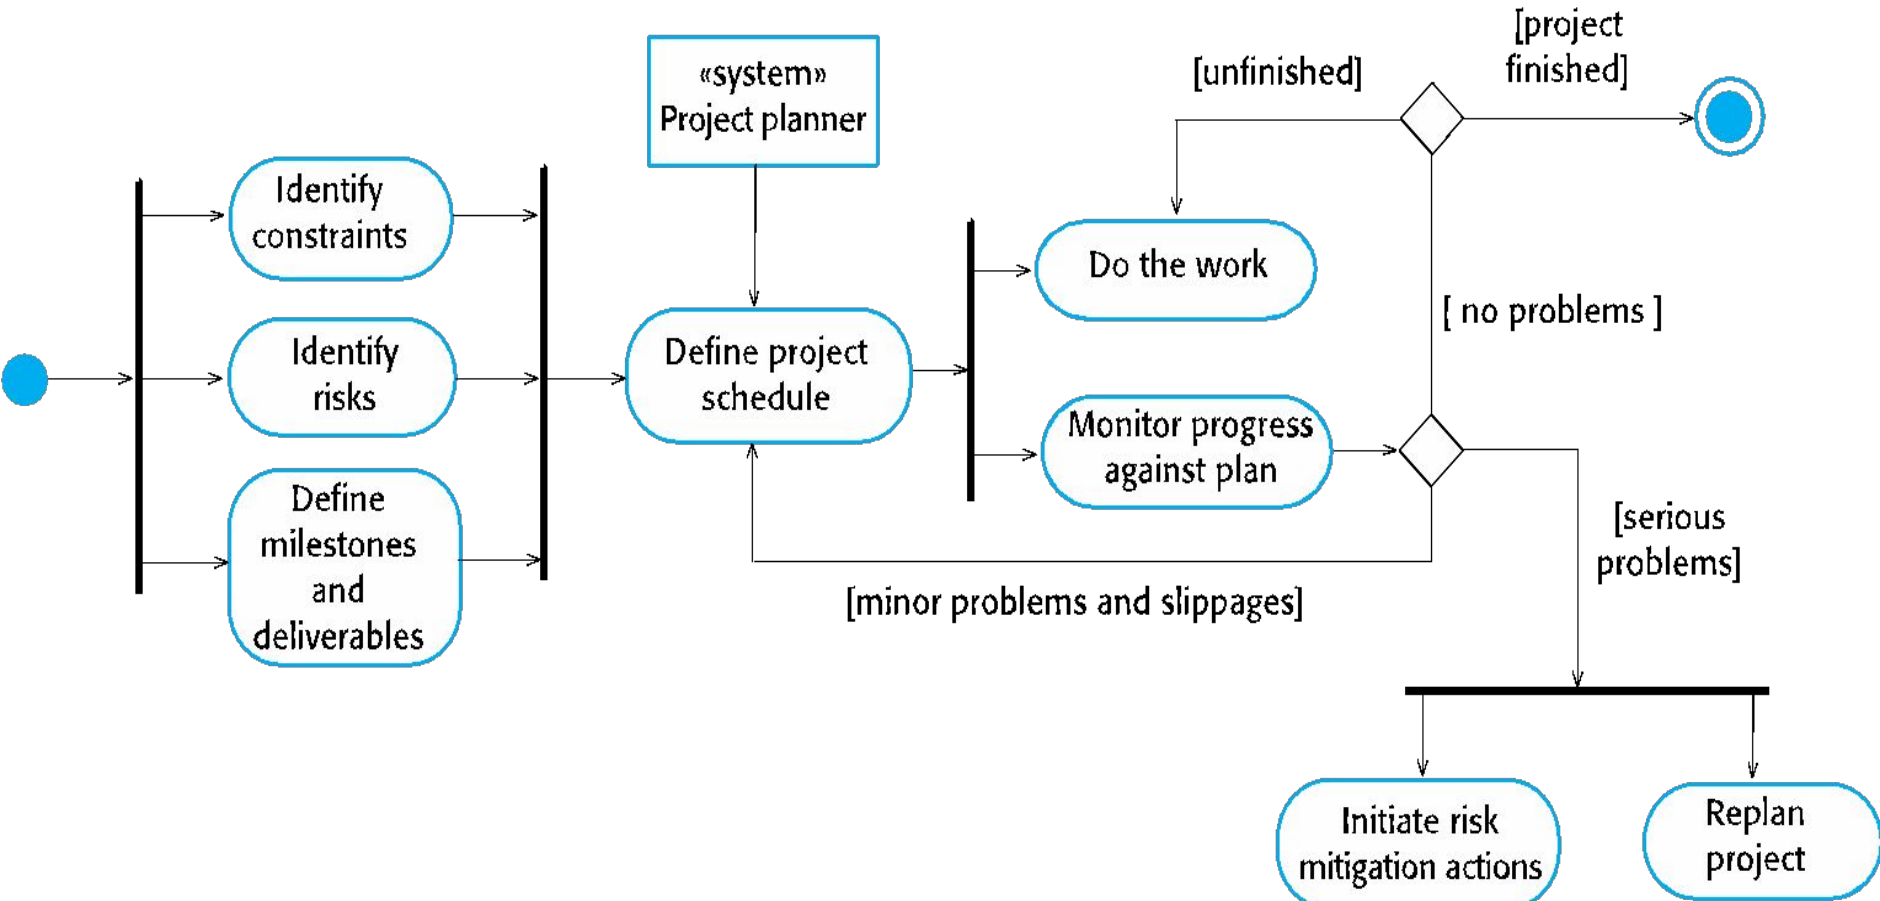 [project
finished]
[unfinished]
«system»
Project planner
Identify
constraints
Do the work
[ no problems ]
Identify
risks
Define project
schedule
Monitor progress
against plan
Define
milestones
and
deliverables
[serious
problems]
[minor problems and slippages]
Initiate risk
mitigation actions
Replan
project